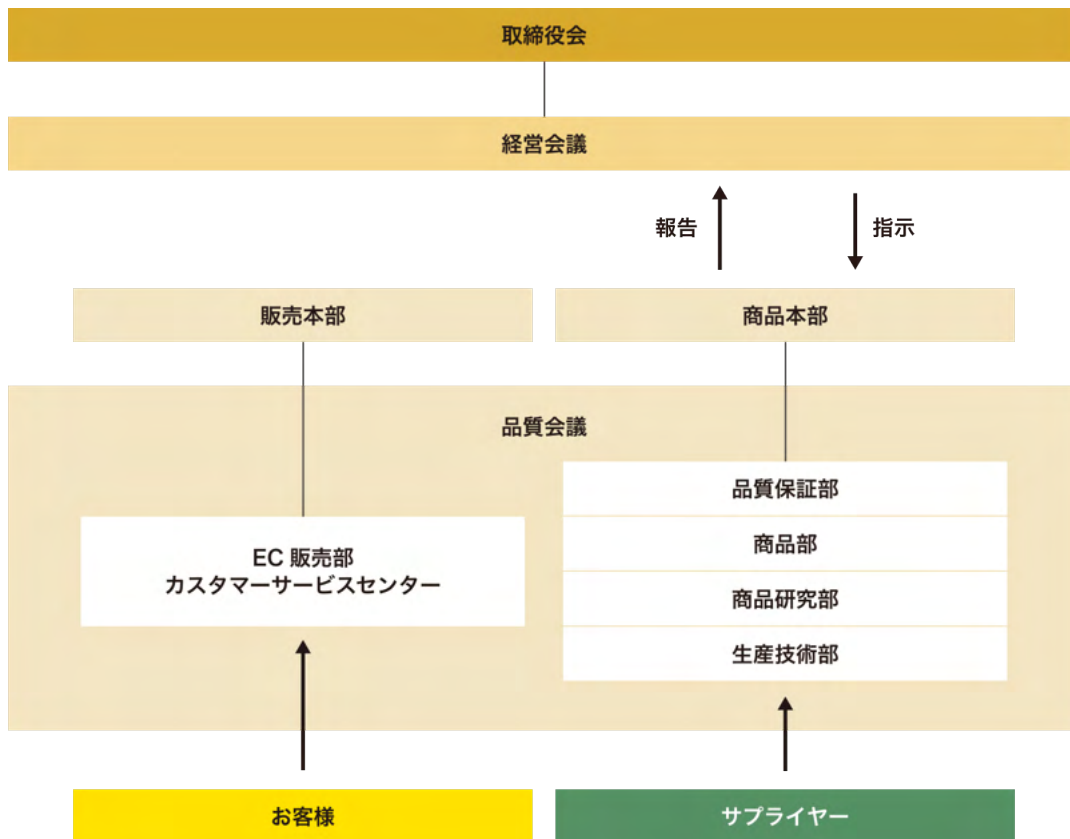 取締役会
経営会議
報告
指示
販売本部
商品本部
品質会議
EC 販売部
カスタマーサービスセンター
品質保証部
商品部
商品研究部
生産技術部
お客様
サプライヤー